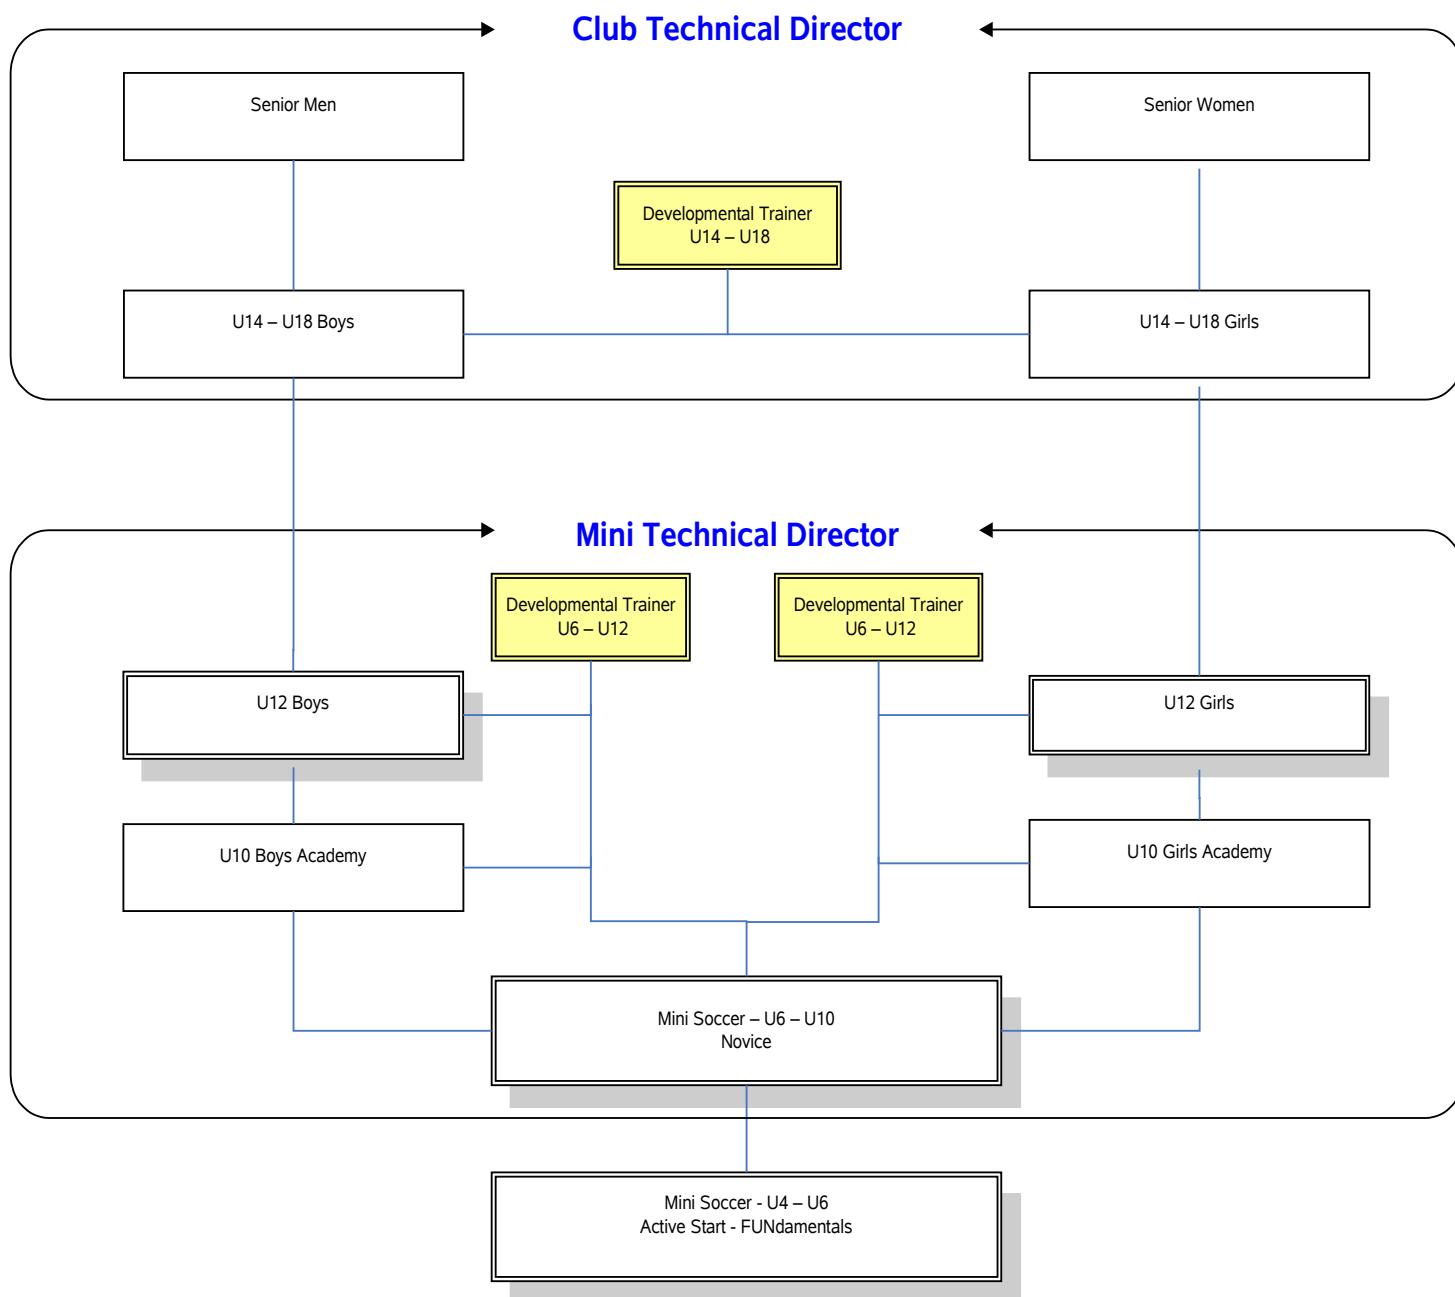 Club Technical Director
Senior Men
Senior Women
Developmental Trainer
U14 – U18
U14 – U18 Boys
U14 – U18 Girls
Mini Technical Director
Developmental Trainer
U6 – U12
Developmental Trainer
U6 – U12
U12 Boys
U12 Girls
U10 Boys Academy
U10 Girls Academy
Mini Soccer – U6 – U10
Novice
Mini Soccer - U4 – U6
Active Start - FUNdamentals